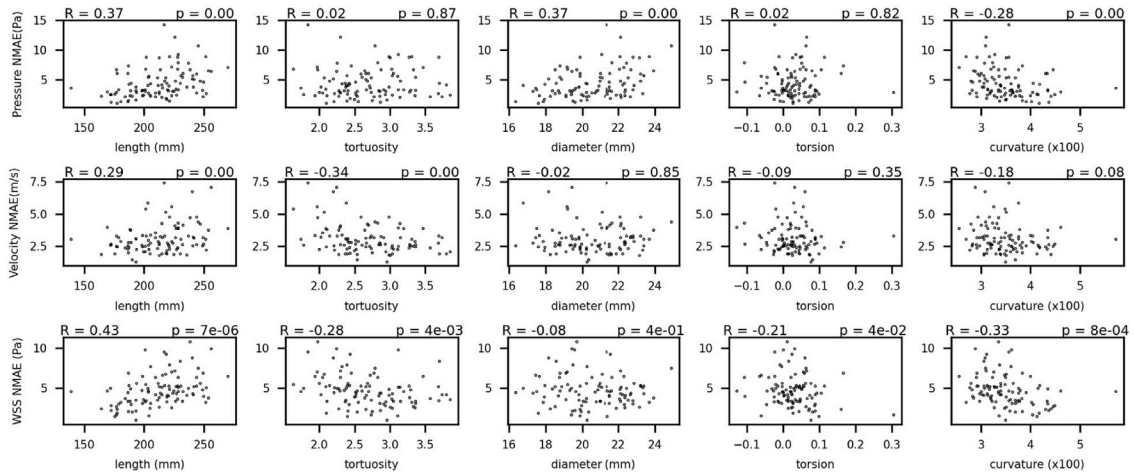 R = 0.37 p = 0.00 R = 0.02 p = 0.87 R = 0.37 p = 0.00 R = 0.02 p = 0.82 R = -0.28 p = 0.00
Pressure NMAE(Pa)
15 15 15 15 15
10 10 10 10 10
5 5 5 5 5
150 200 250 2.0 2.5 3.0 3.5 16 18 20 22 24 −0.1 0.0 0.1 0.2 0.3 3 4 5
length (mm) tortuosity diameter (mm) torsion curvature (x100)
R = 0.29 p = 0.00 R = -0.34 p = 0.00 R = -0.02 p = 0.85 R = -0.09 p = 0.35 R = -0.18 p = 0.08
Velocity NMAE(m/s)
7.5 7.5 7.5 7.5 7.5
5.0 5.0 5.0 5.0 5.0
2.5 2.5 2.5 2.5 2.5
150 200 250 2.0 2.5 3.0 3.5 16 18 20 22 24 −0.1 0.0 0.1 0.2 0.3 3 4 5
length (mm) tortuosity diameter (mm) torsion curvature (x100)
R = 0.43 p = 7e-06 R = -0.28 p = 4e-03 R = -0.08 p = 4e-01 R = -0.21 p = 4e-02 R = -0.33 p = 8e-04
WSS NMAE (Pa)
10 10 10 10 10
5 5 5 5 5
150 200 250 2.0 2.5 3.0 3.5 16 18 20 22 24 −0.1 0.0 0.1 0.2 0.3 3 4 5
length (mm) tortuosity diameter (mm) torsion curvature (x100)